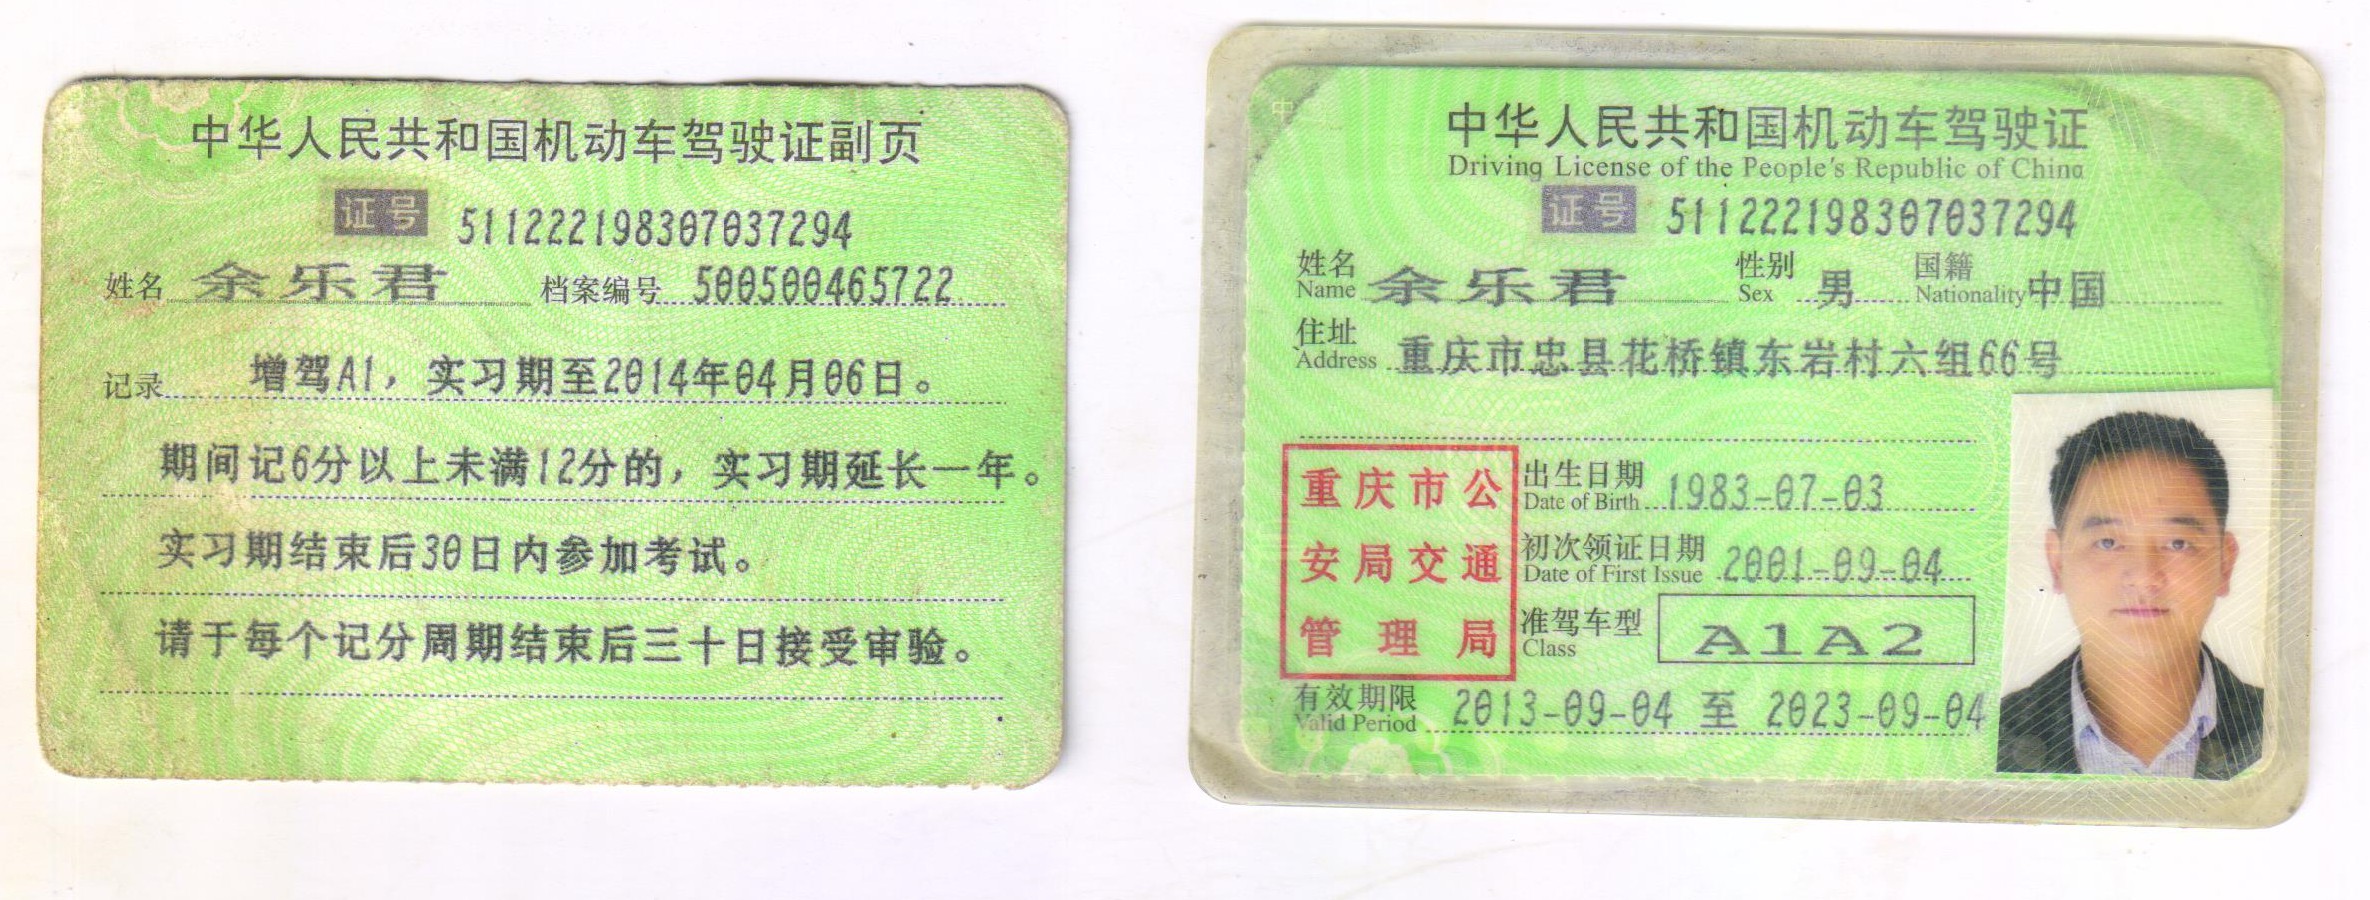 中华人民共和国机动车驾驶证副页
证号 511222198307037294
姓名 余乐君 档案编号 500500465722
记录 增驾A1，实习期至2014年04月06日。
期间记6分以上未满12分的，实习期延长一年。
实习期结束后30日内参加考试。
请于每个记分周期结束后三十日接受审验。
中华人民共和国机动车驾驶证
Driving License of the People's Republic of China
证号 511222198307037294
姓名 余乐君 性别 男 国籍 中国
Name Sex Nationality
住址 重庆市忠县花桥镇东岩村六组66号
Address
重庆市公
安局交通
管理局
出生日期 1983-07-03
Date of Birth
初次领证日期 2001-09-04
Date of First Issue
准驾车型 A1A2
Class
有效期限 2013-09-04 至 2023-09-04
Valid Period